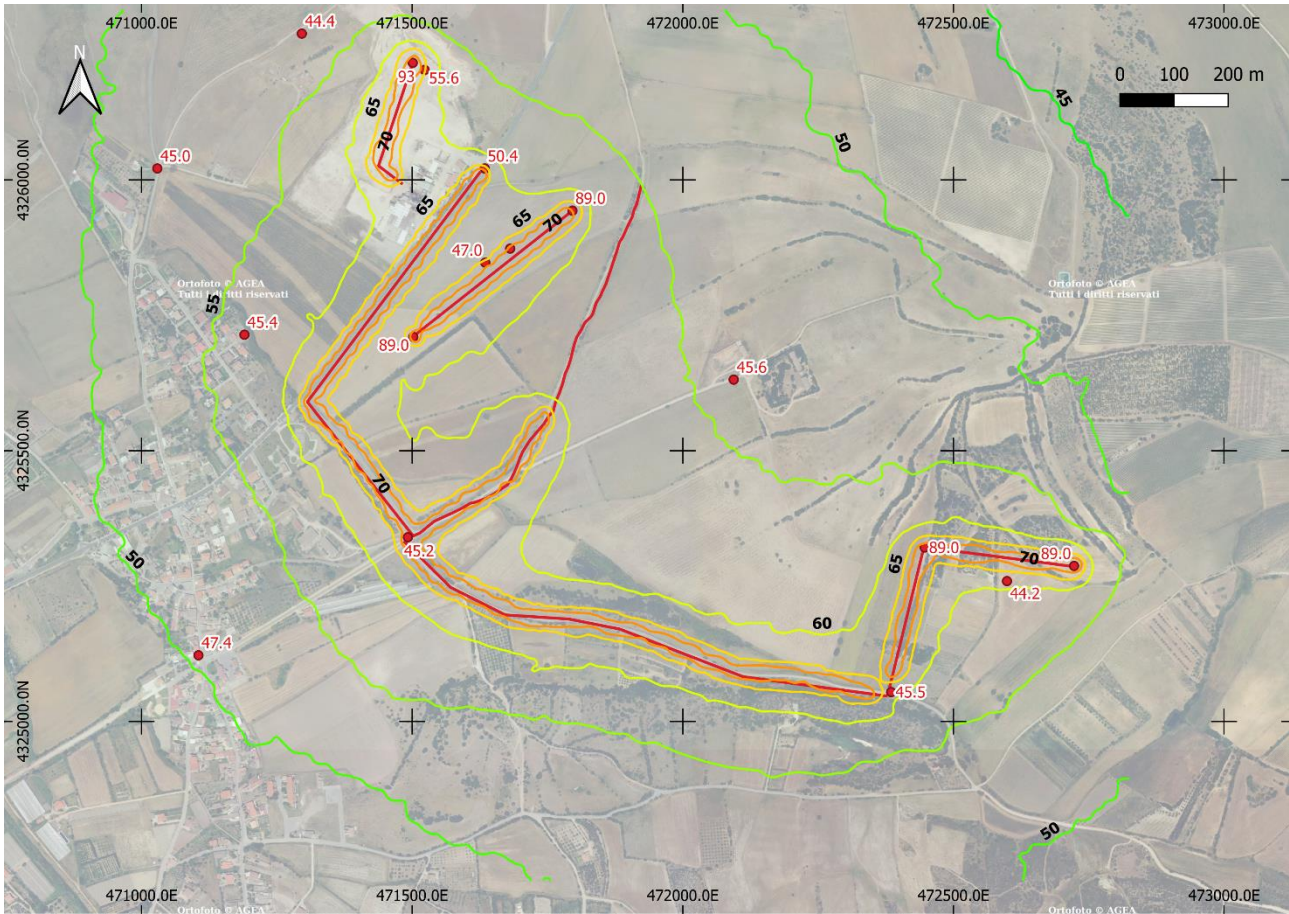 471000.0E
471500.0E
472000.0E
472500.0E
473000.0E
44.4
N
93
55.6
0 100 200 m
65
45
70
50
45.0
50.4
4326000.0N
65
89.0
65
70
47.0
Ortofoto © AGEA
Tutti i diritti riservati
Ortofoto © AGEA
Tutti i diritti riservati
55
45.4
89.0
45.6
4325500.0N
70
45.2
50
89.0
89.0
70
65
44.2
60
47.4
45.5
4325000.0N
50
471000.0E
471500.0E
472000.0E
472500.0E
473000.0E
Ortofoto © AGEA
Ortofoto © AGEA